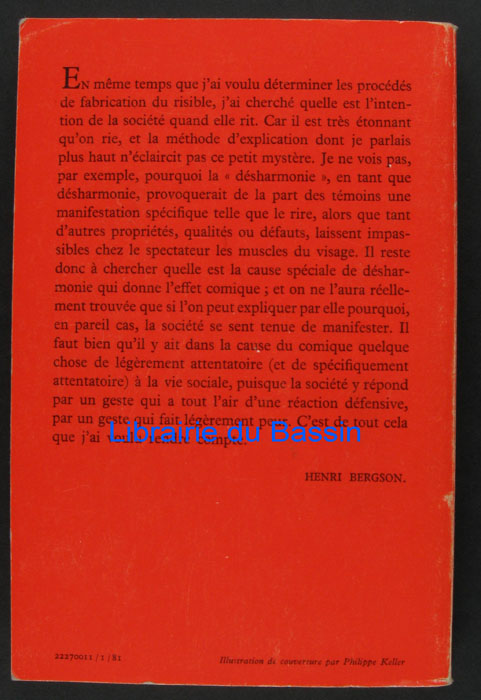 EN même temps que j'ai voulu déterminer les procédés
de fabrication du risible, j'ai cherché quelle est l'inten-
tion de la société quand elle rit. Car il est très étonnant
qu'on rie, et la méthode d'explication dont je parlais
plus haut n'éclaircit pas ce petit mystère. Je ne vois pas,
par exemple, pourquoi la « désharmonie », en tant que
désharmonie, provoquerait de la part des témoins une
manifestation spécifique telle que le rire, alors que tant
d'autres propriétés, qualités ou défauts, laissent impas-
sibles chez le spectateur les muscles du visage. Il reste
donc à chercher quelle est la cause spéciale de déshar-
monie qui donne l'effet comique ; et on ne l'aura réelle-
ment trouvée que si l'on peut expliquer par elle pourquoi,
en pareil cas, la société se sent tenue de manifester. Il
faut bien qu'il y ait dans la cause du comique quelque
chose de légèrement attentatoire (et de spécifiquement
attentatoire) à la vie sociale, puisque la société y répond
par un geste qui a tout l'air d'une réaction défensive,
par un geste qui fait légèrement peur. C'est de tout cela
que j'ai voulu rendre compte.
Librairie du Bassin
HENRI BERGSON.
22270011 / 1 / 81
Illustration de couverture par Philippe Keller